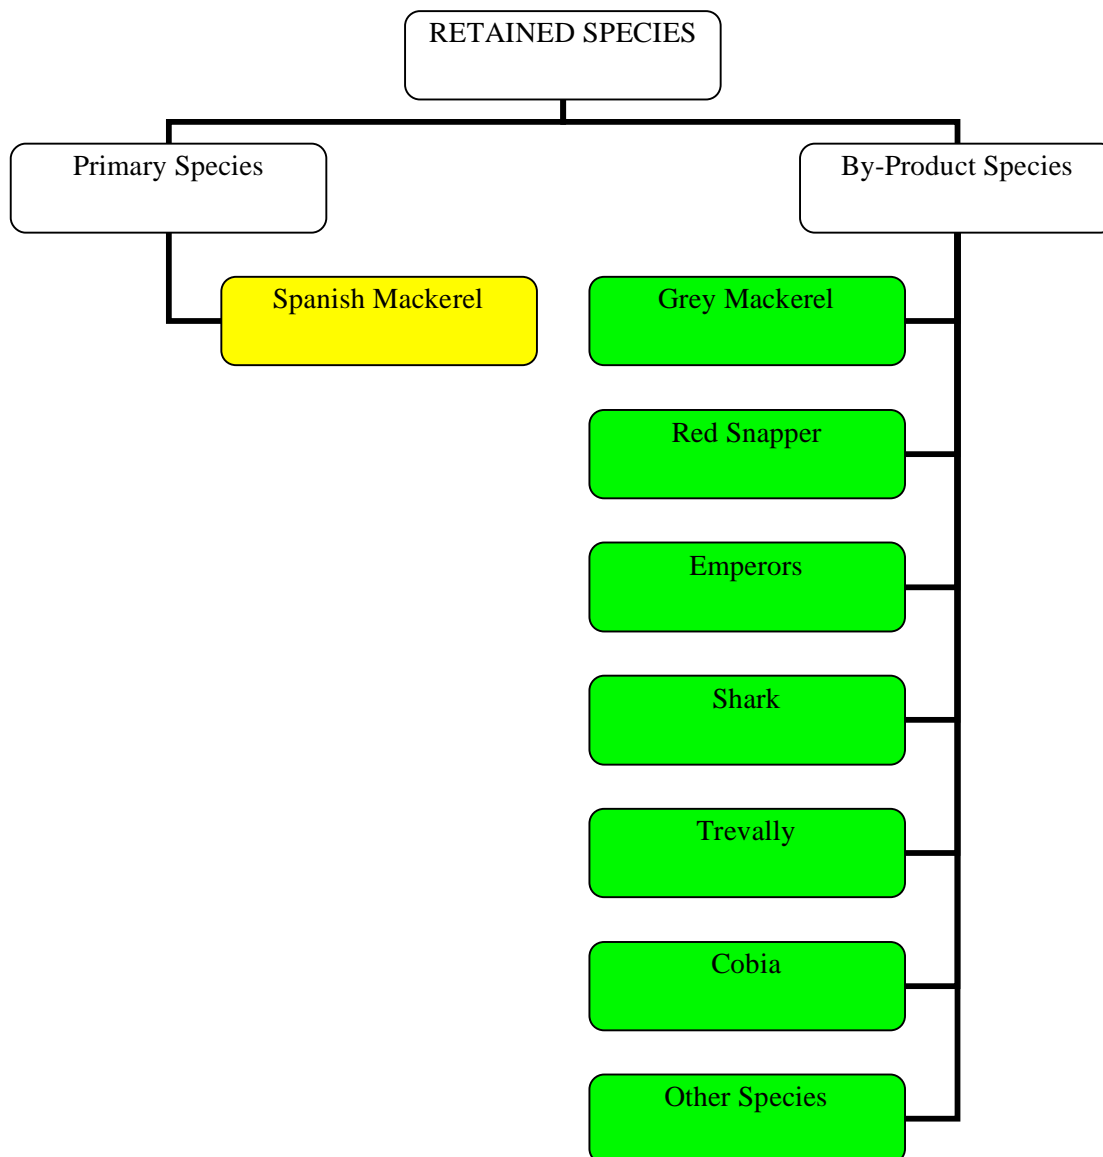 RETAINED SPECIES
Primary Species
By-Product Species
Spanish Mackerel
Grey Mackerel
Red Snapper
Emperors
Shark
Trevally
Cobia
Other Species